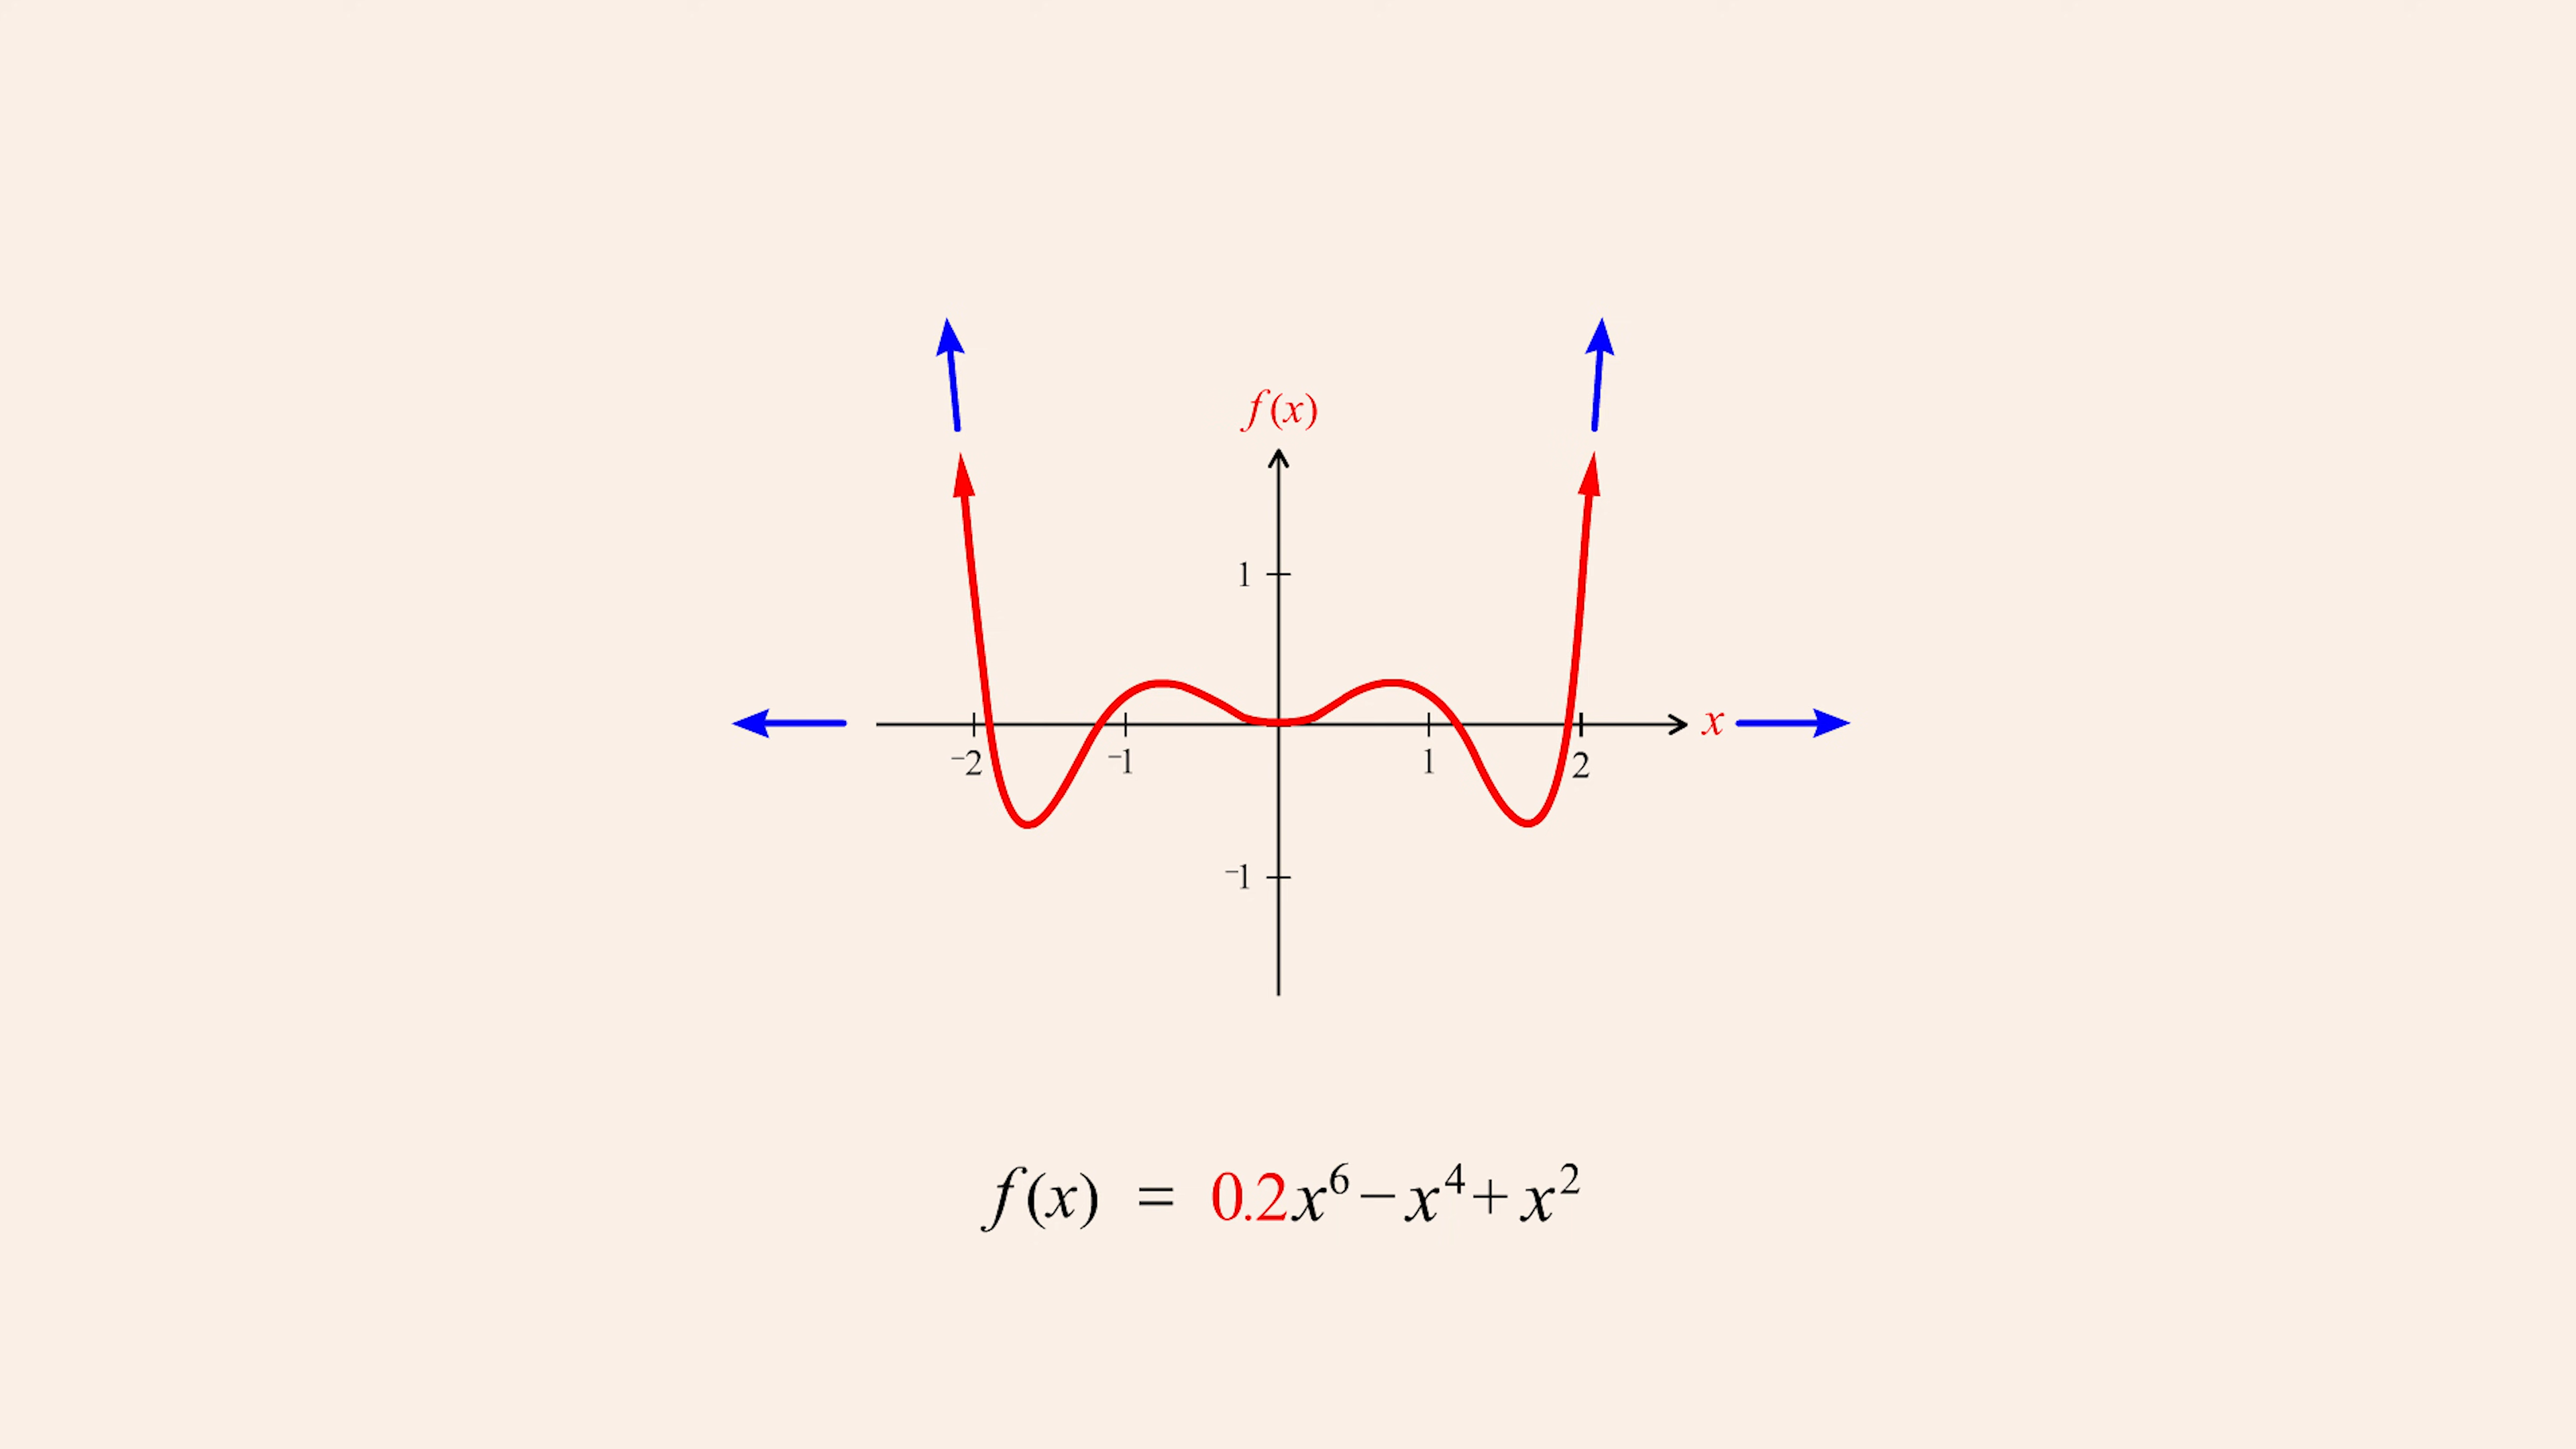 f(x)
1
x
−2 −1 1 2
−1
f(x) = 0.2x⁶ − x⁴ + x²